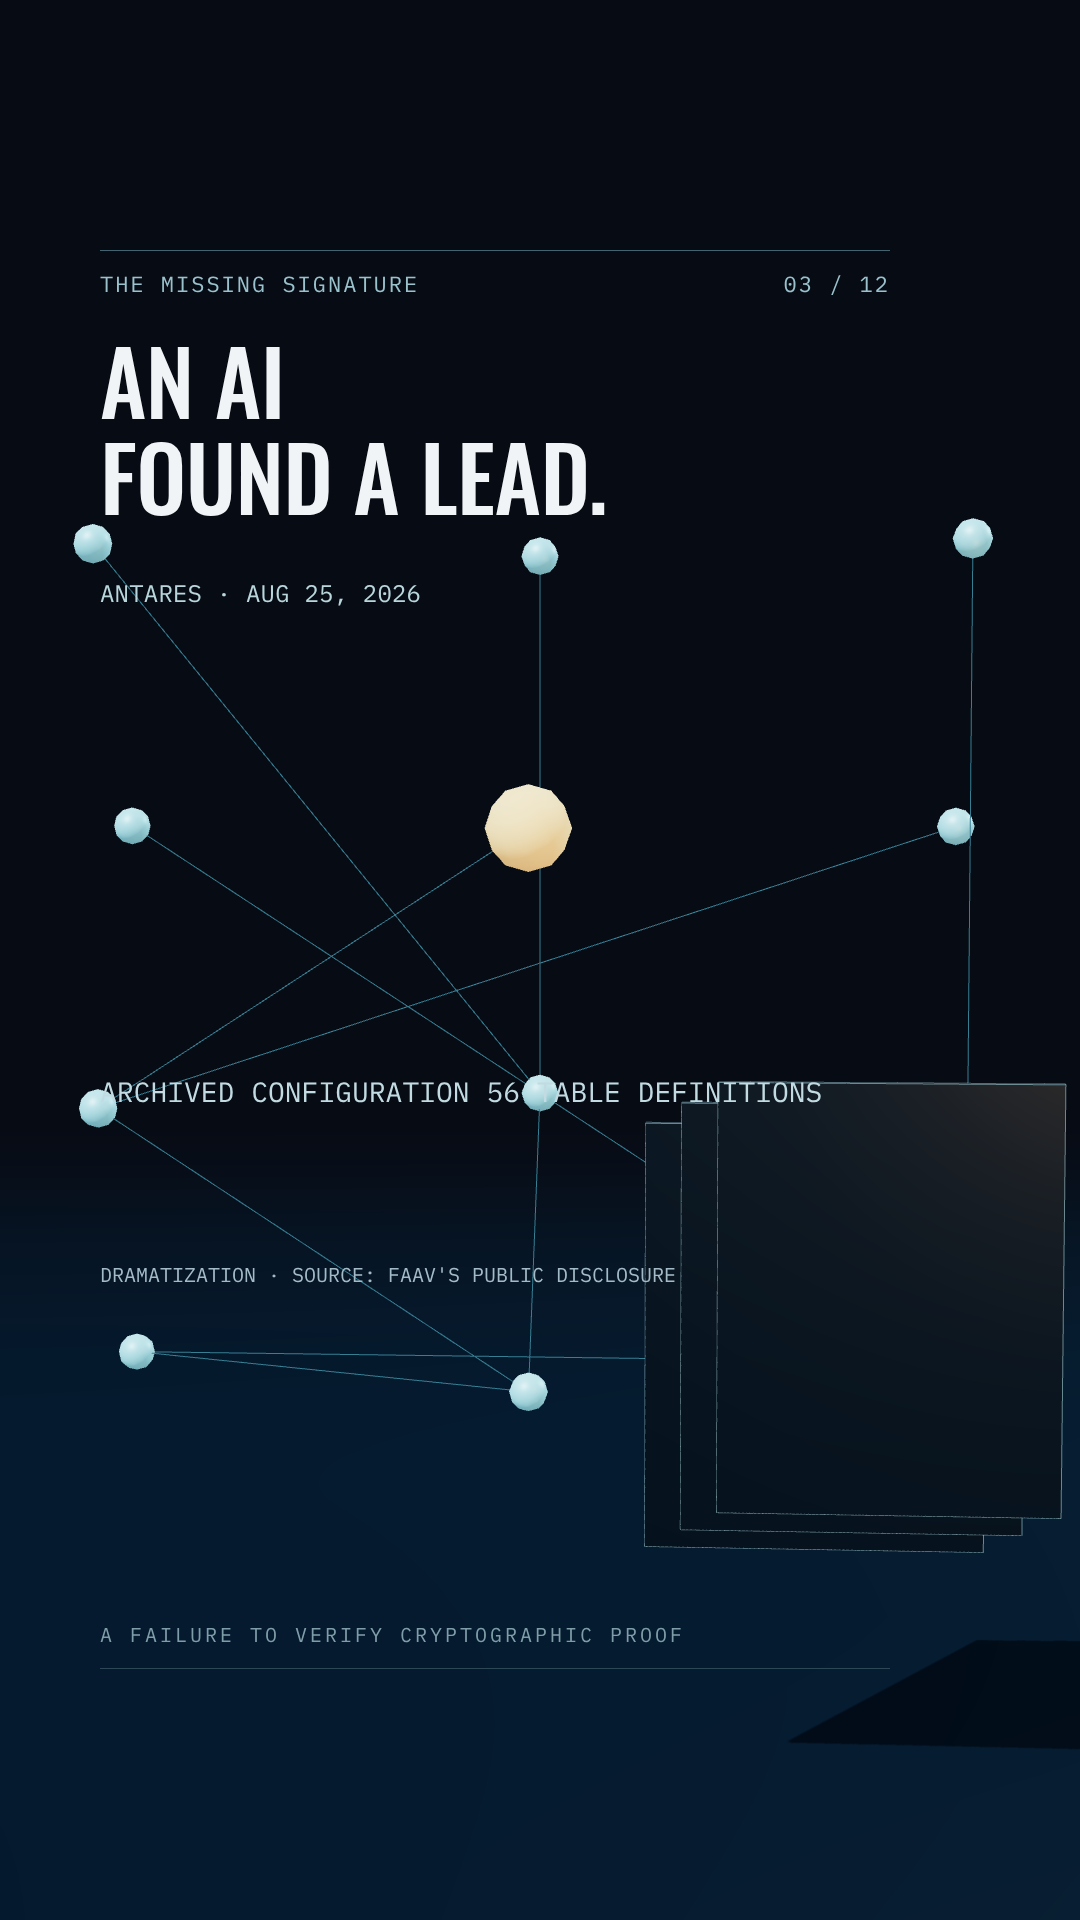 THE MISSING SIGNATURE
03 / 12
AN AI
FOUND A LEAD.
ANTARES · AUG 25, 2026
ARCHIVED CONFIGURATION 56 TABLE DEFINITIONS
DRAMATIZATION · SOURCE: FAAV'S PUBLIC DISCLOSURE
A FAILURE TO VERIFY CRYPTOGRAPHIC PROOF